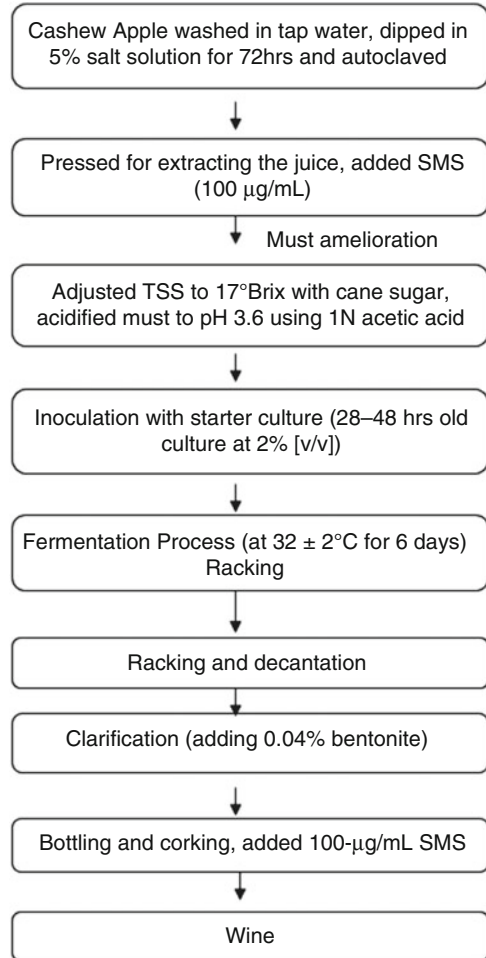 Cashew Apple washed in tap water, dipped in
5% salt solution for 72hrs and autoclaved
Pressed for extracting the juice, added SMS
(100 μg/mL)
Must amelioration
Adjusted TSS to 17°Brix with cane sugar,
acidified must to pH 3.6 using 1N acetic acid
Inoculation with starter culture (28–48 hrs old
culture at 2% [v/v])
Fermentation Process (at 32 ± 2°C for 6 days)
Racking
Racking and decantation
Clarification (adding 0.04% bentonite)
Bottling and corking, added 100-μg/mL SMS
Wine